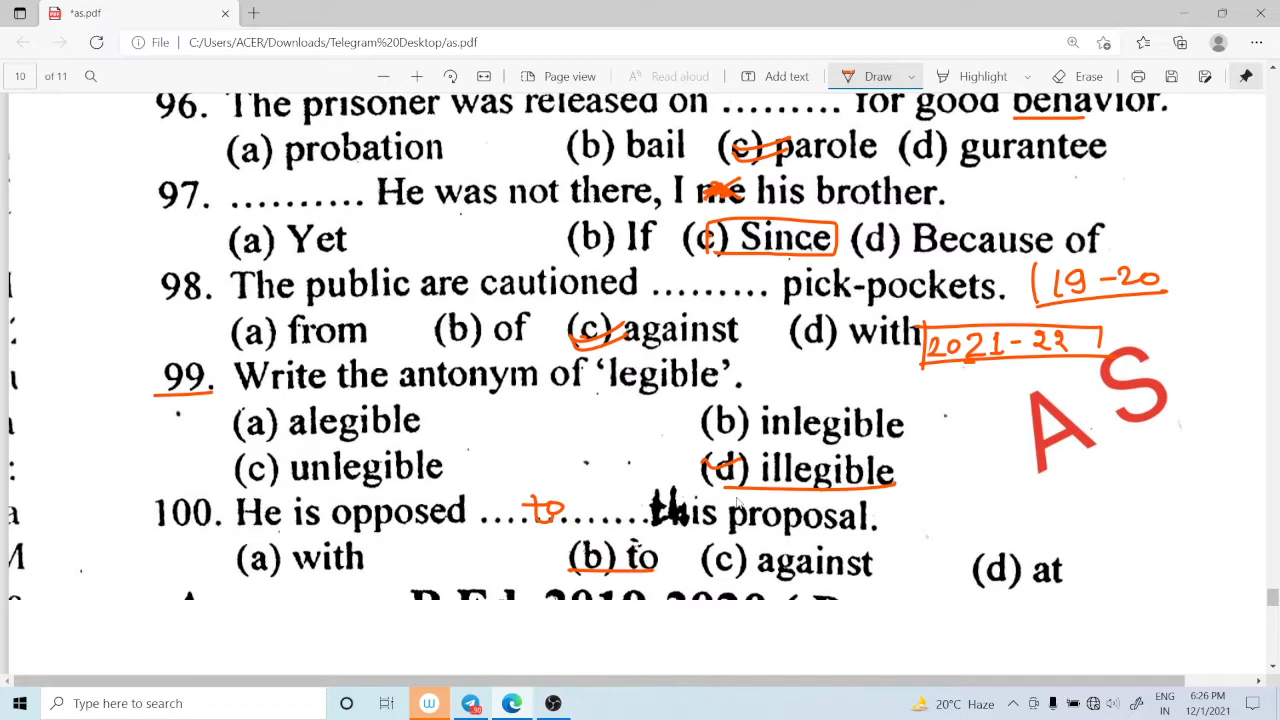 *as.pdf
File C:/Users/ACER/Downloads/Telegram%20Desktop/as.pdf
10 of 11 Page view Read aloud Add text Draw Highlight Erase
96. The prisoner was released on ......... for good behavior.
(a) probation (b) bail (c) parole (d) gurantee
97. .......... He was not there, I me his brother.
(a) Yet (b) If (c) Since (d) Because of
98. The public are cautioned ......... pick-pockets. 19-20
(a) from (b) of (c) against (d) with 2021-22
99. Write the antonym of ‘legible’.
(a) alegible (b) inlegible
(c) unlegible (d) illegible
A S
100. He is opposed ....to........this proposal.
(a) with (b) to (c) against (d) at
B.Ed. 2019-2020
Type here to search 90 20°C Haze ENG 6:26 PM
IN 12/1/2021